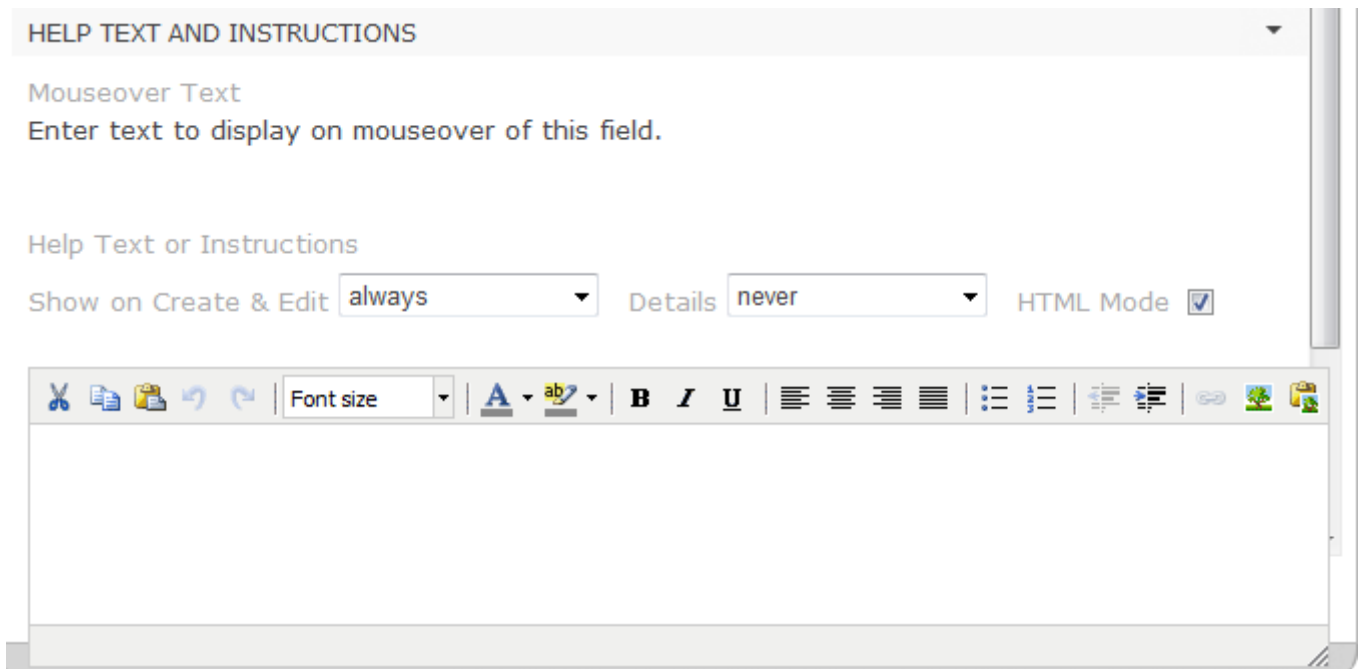 HELP TEXT AND INSTRUCTIONS
Mouseover Text
Enter text to display on mouseover of this field.
Help Text or Instructions
Show on Create & Edit always Details never HTML Mode
Font size A ab B I U